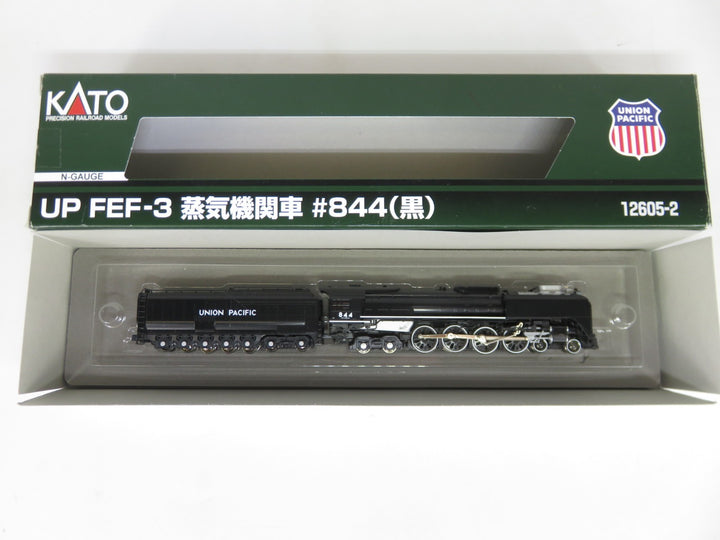 KATO
PRECISION RAILROAD MODELS
UNION
PACIFIC
N-GAUGE
UP FEF-3 蒸気機関車 #844(黒)
12605-2
UNION PACIFIC
844